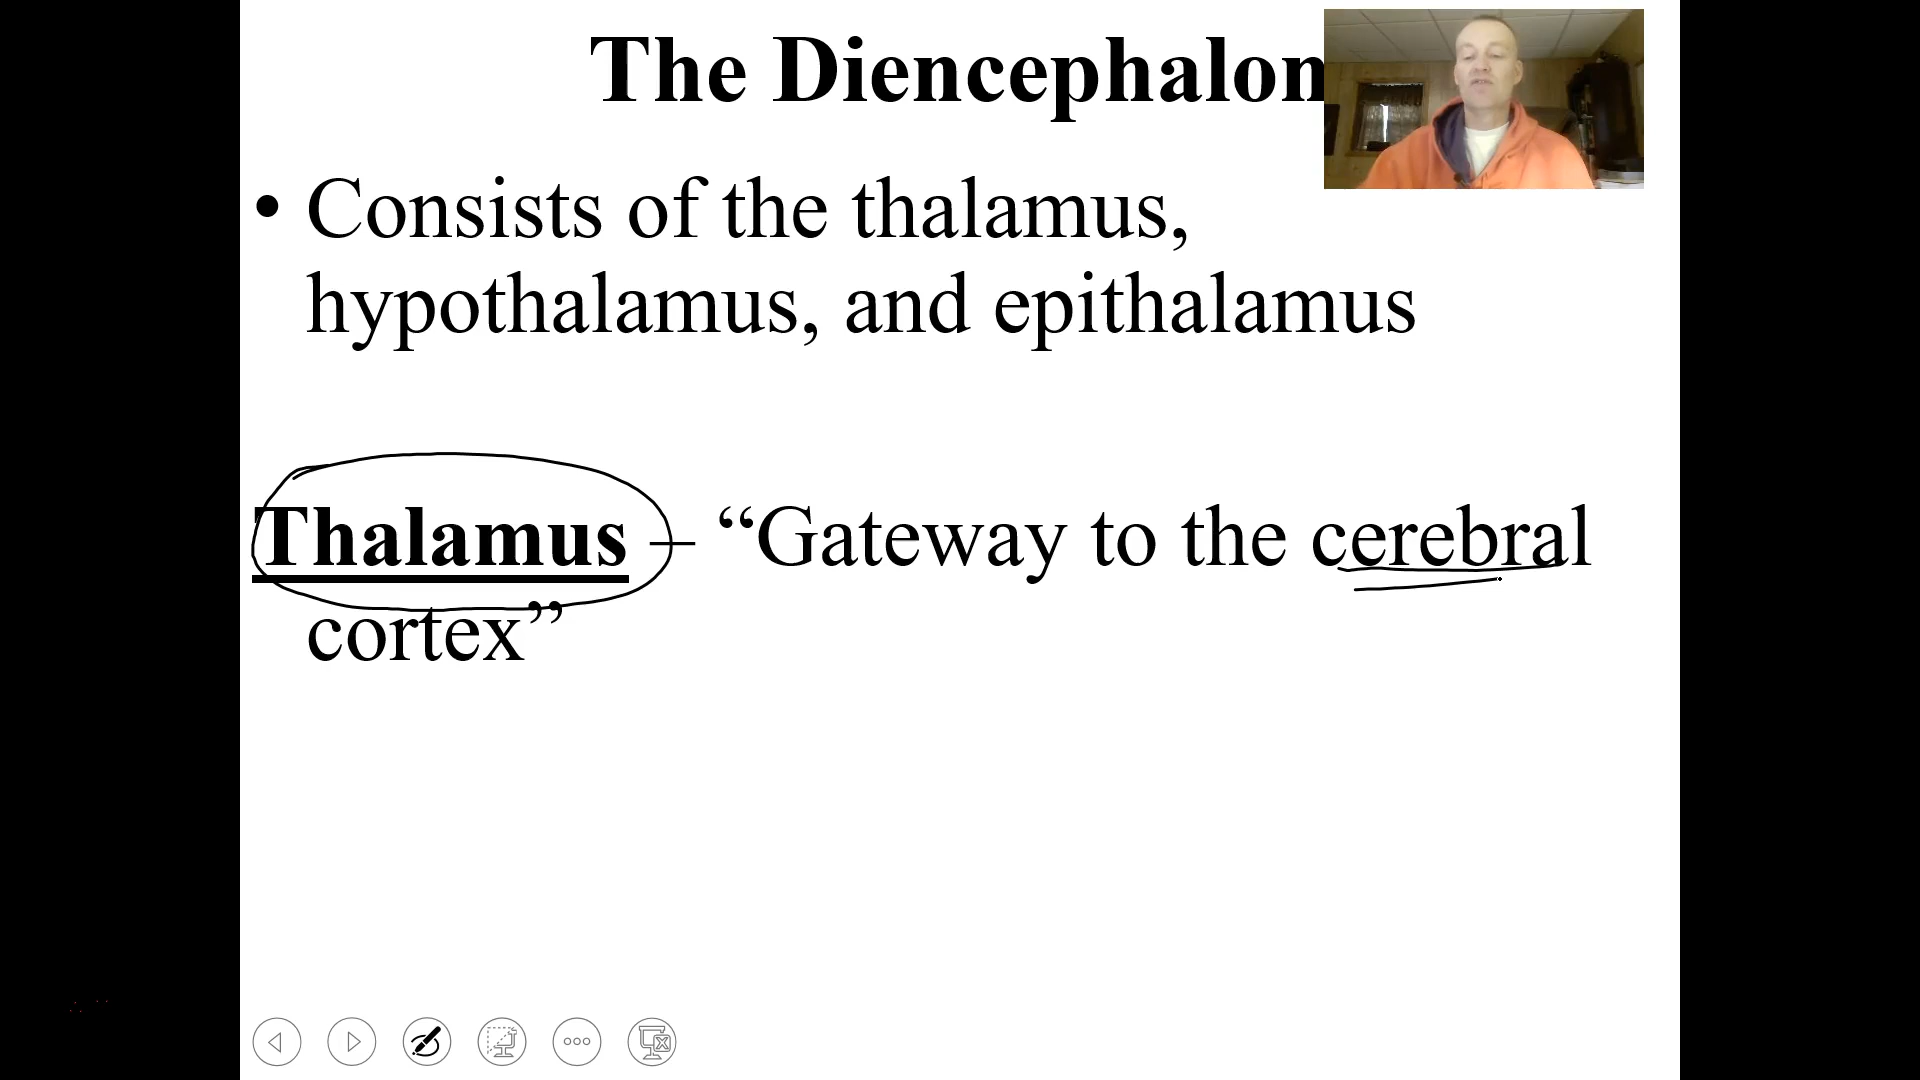 The Diencephalon
• Consists of the thalamus,
hypothalamus, and epithalamus
Thalamus – “Gateway to the cerebral
cortex”